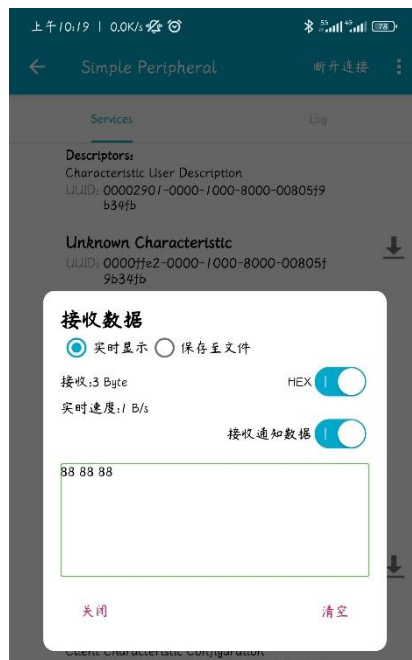 上午10:19 | 0.0K/s
5G 4G 78
Simple Peripheral 断开连接
Services Log
Descriptors:
Characteristic User Description
UUID: 00002901-0000-1000-8000-00805f9
b34fb
Unknown Characteristic
UUID: 0000ffe2-0000-1000-8000-00805f
9b34fb
接收数据
实时显示 保存至文件
接收:3 Byte HEX
实时速度:1 B/s
接收通知数据
88 88 88
关闭 清空
Client Characteristic Configuration